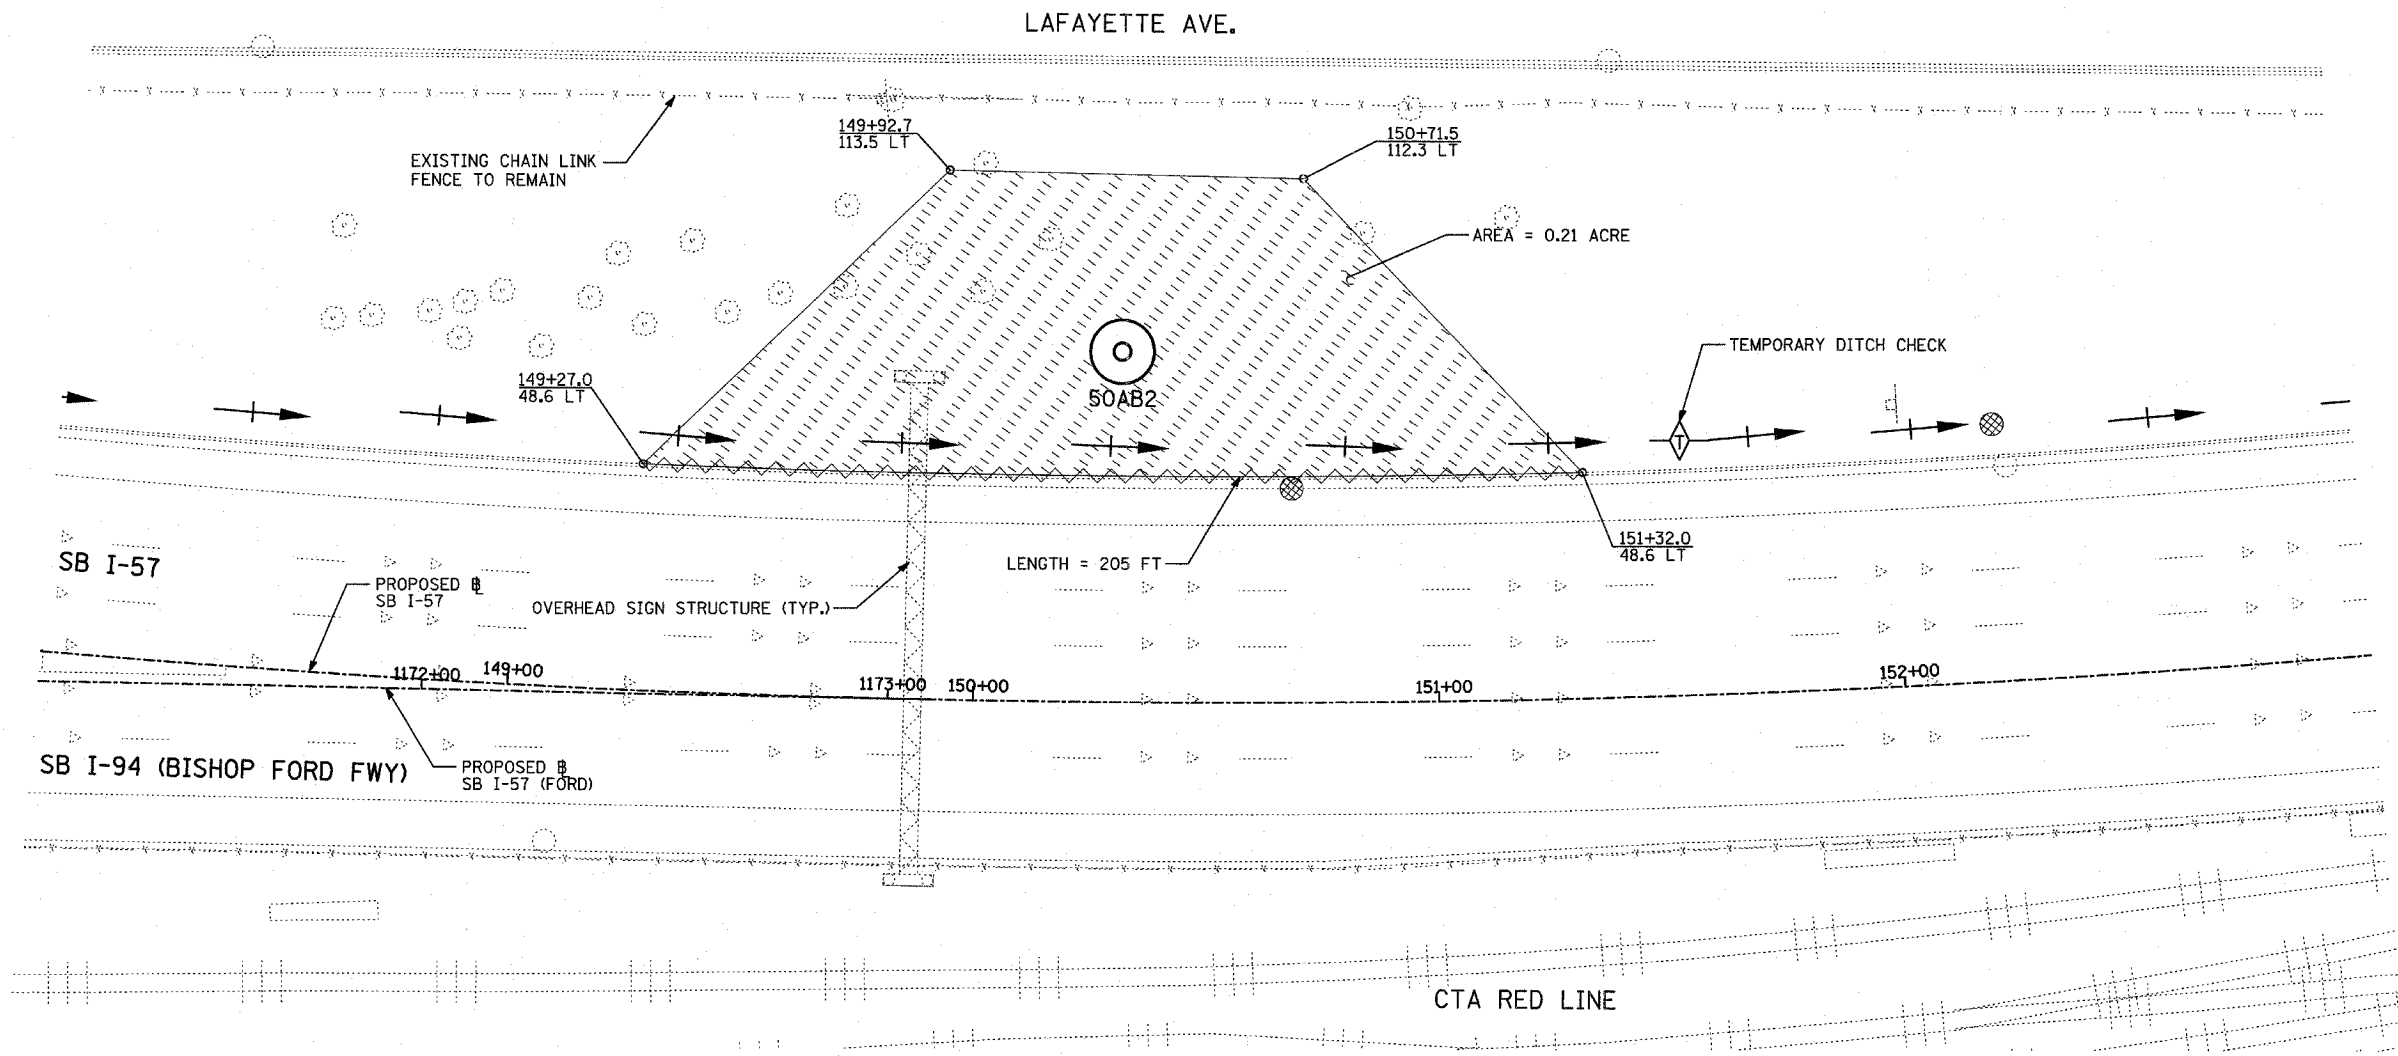 LAFAYETTE AVE.
149+92.7
113.5 LT
150+71.5
112.3 LT
EXISTING CHAIN LINK
FENCE TO REMAIN
AREA = 0.21 ACRE
TEMPORARY DITCH CHECK
149+27.0
48.6 LT
50AB2
T
151+32.0
48.6 LT
LENGTH = 205 FT
SB I-57
PROPOSED BL
SB I-57
OVERHEAD SIGN STRUCTURE (TYP.)
1172+00
149+00
1173+00
150+00
151+00
152+00
SB I-94 (BISHOP FORD FWY)
PROPOSED BL
SB I-57 (FORD)
CTA RED LINE